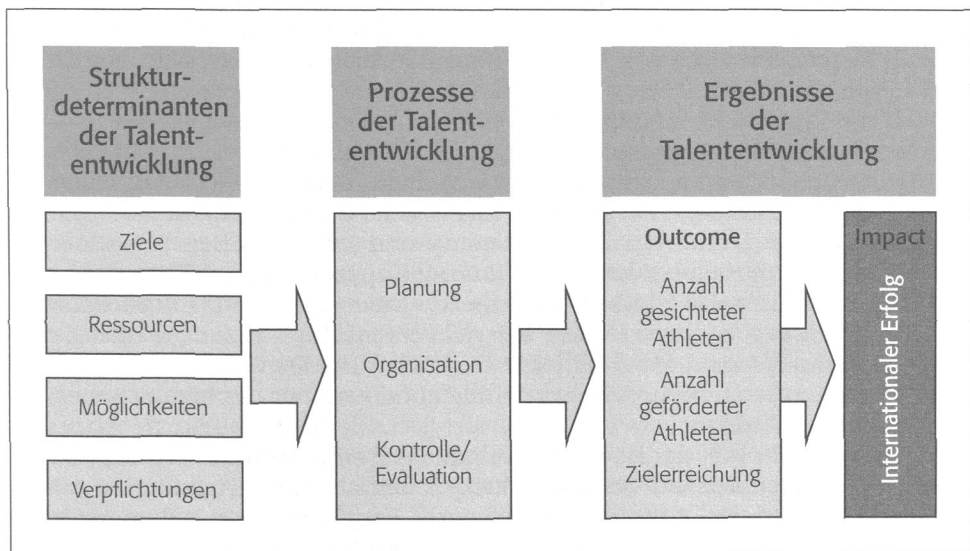 Struktur-
determinanten
der Talent-
entwicklung
Prozesse
der Talent-
entwicklung
Ergebnisse
der
Talententwicklung
Ziele
Ressourcen
Möglichkeiten
Verpflichtungen
Planung
Organisation
Kontrolle/
Evaluation
Outcome
Anzahl
gesichteter
Athleten
Anzahl
geförderter
Athleten
Zielerreichung
Impact
Internationaler Erfolg